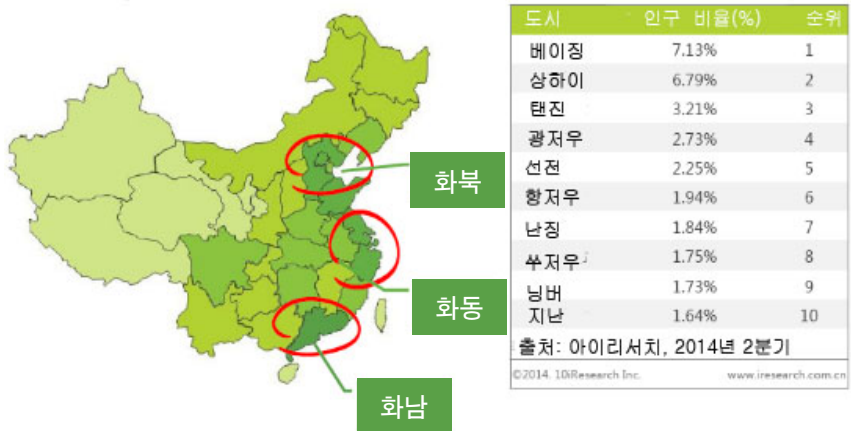 화북
화동
화남
도시 인구 비율(%) 순위
베이징 7.13% 1
상하이 6.79% 2
탠진 3.21% 3
광저우 2.73% 4
선전 2.25% 5
항저우 1.94% 6
난징 1.84% 7
쑤저우 1.75% 8
닝버 1.73% 9
지난 1.64% 10
출처: 아이리서치, 2014년 2분기
©2014. 10 iResearch Inc. www.iresearch.com.cn